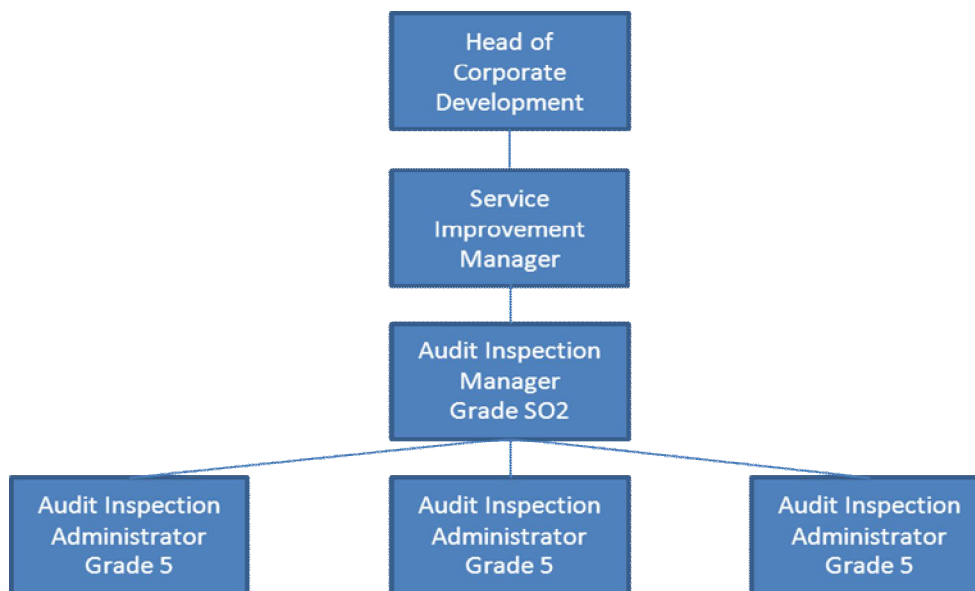 Head of
Corporate
Development
Service
Improvement
Manager
Audit Inspection
Manager
Grade SO2
Audit Inspection
Administrator
Grade 5
Audit Inspection
Administrator
Grade 5
Audit Inspection
Administrator
Grade 5